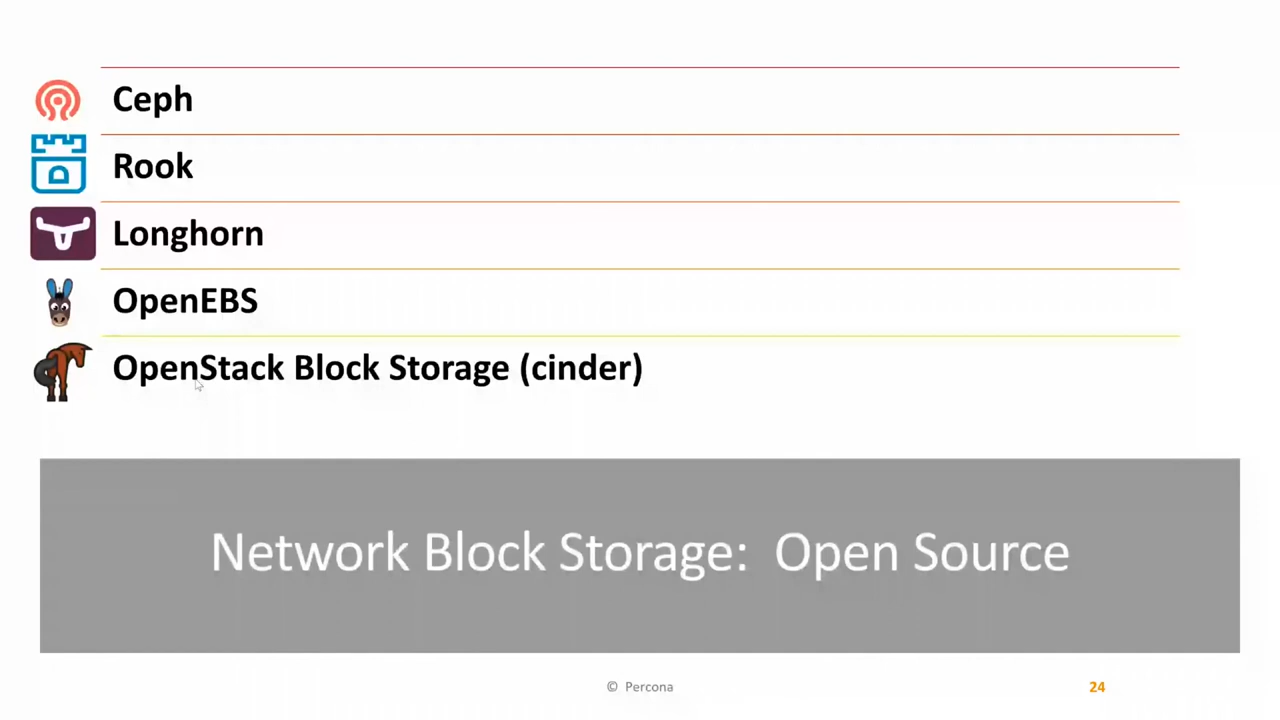 Ceph
Rook
Longhorn
OpenEBS
OpenStack Block Storage (cinder)
Network Block Storage: Open Source
© Percona
24